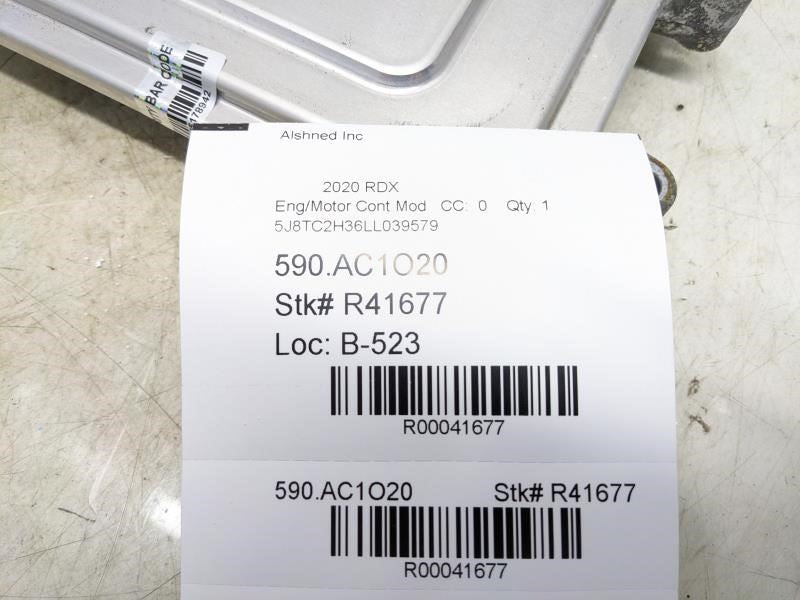 BAR CODE
178942
Alshned Inc
2020 RDX
Eng/Motor Cont Mod CC: 0 Qty: 1
5J8TC2H36LL039579
590.AC1O20
Stk# R41677
Loc: B-523
R00041677
590.AC1O20 Stk# R41677
R00041677